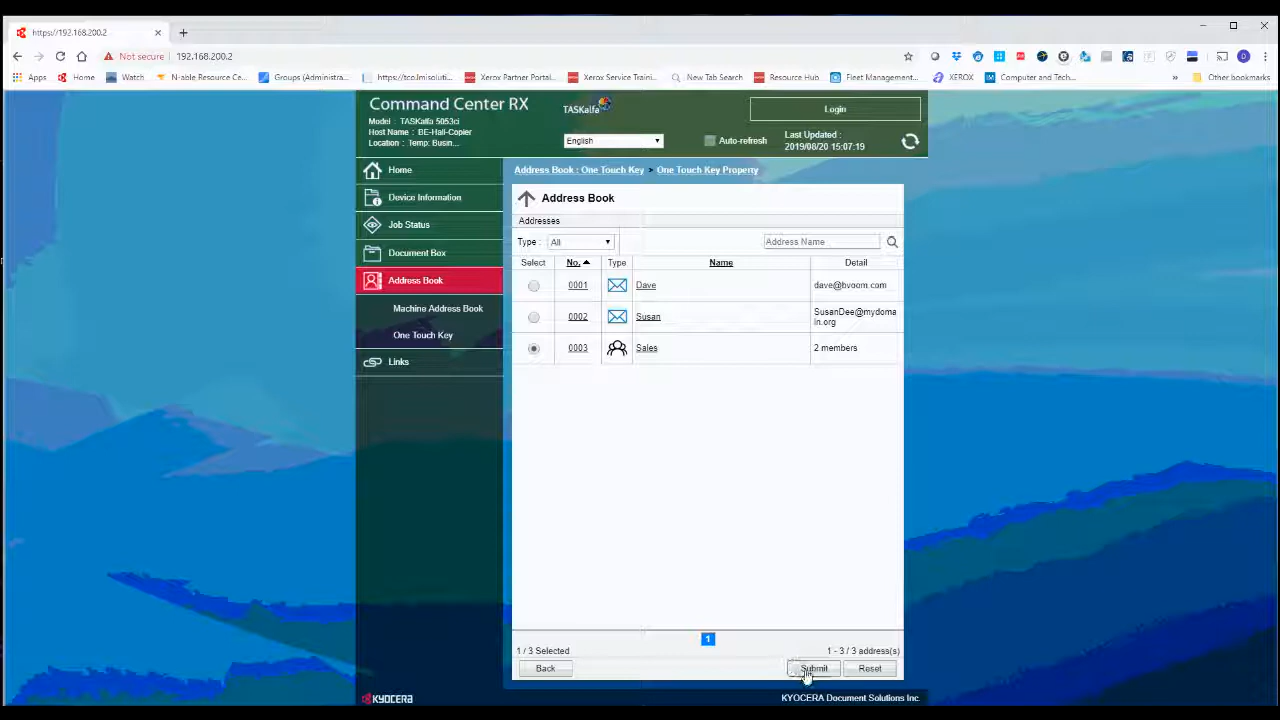 https://192.168.200.2
Not secure 192.168.200.2
Apps Home Watch N-able Resource Ce... Groups (Administra... https://tco.lmisoluti... Xerox Partner Portal... Xerox Service Traini... New Tab Search Resource Hub Fleet Management... XEROX Computer and Tech... » Other bookmarks
Command Center RX
Model : TASKalfa 5053ci
Host Name : BE-Hall-Copier
Location : Temp: Busin...
TASKalfa
English
Login
Auto-refresh
Last Updated :
2019/08/20 15:07:19
Home
Device Information
Job Status
Document Box
Address Book
Machine Address Book
One Touch Key
Links
Address Book : One Touch Key > One Touch Key Property
Address Book
Addresses
Type : All
Address Name
Select No. Type Name Detail
0001 Dave dave@bvoom.com
0002 Susan SusanDee@mydoma
in.org
0003 Sales 2 members
1
1 / 3 Selected
1 - 3 / 3 address(s)
Back Submit Reset
KYOCERA
KYOCERA Document Solutions Inc.